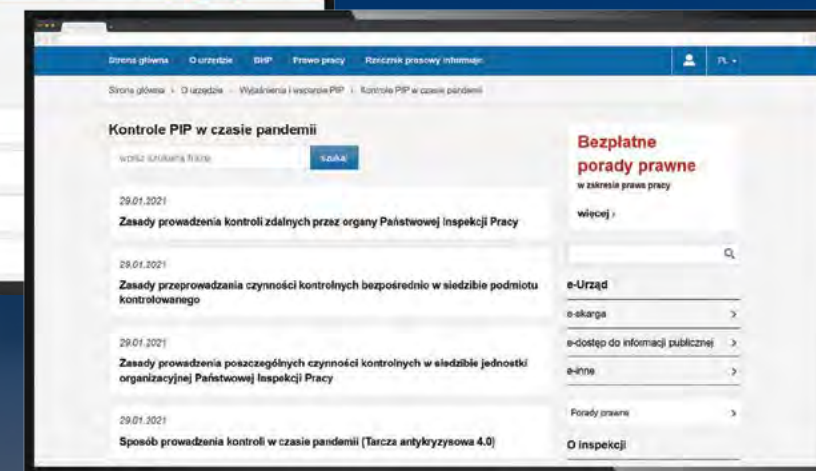 Strona główna O urzędzie BHP Prawo pracy Rzecznik prasowy informuje PL
Strona główna › O urzędzie › Wyjaśnienia i wsparcie PIP › Kontrole PIP w czasie pandemii
Kontrole PIP w czasie pandemii
wpisz szukaną frazę szukaj
29.01.2021
Zasady prowadzenia kontroli zdalnych przez organy Państwowej Inspekcji Pracy
29.01.2021
Zasady przeprowadzania czynności kontrolnych bezpośrednio w siedzibie podmiotu
kontrolowanego
29.01.2021
Zasady prowadzenia poszczególnych czynności kontrolnych w siedzibie jednostki
organizacyjnej Państwowej Inspekcji Pracy
29.01.2021
Sposób prowadzenia kontroli w czasie pandemii (Tarcza antykryzysowa 4.0)
Bezpłatne
porady prawne
w zakresie prawa pracy
więcej ›
e-Urząd
e-skarga
e-dostęp do informacji publicznej
e-inne
Porady prawne
O inspekcji